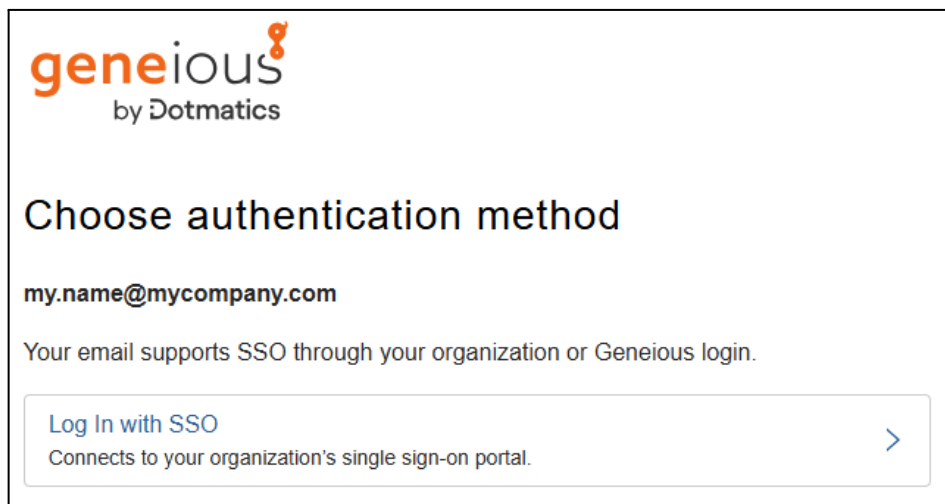 geneious
by Dotmatics
Choose authentication method
my.name@mycompany.com
Your email supports SSO through your organization or Geneious login.
Log In with SSO
Connects to your organization’s single sign-on portal.